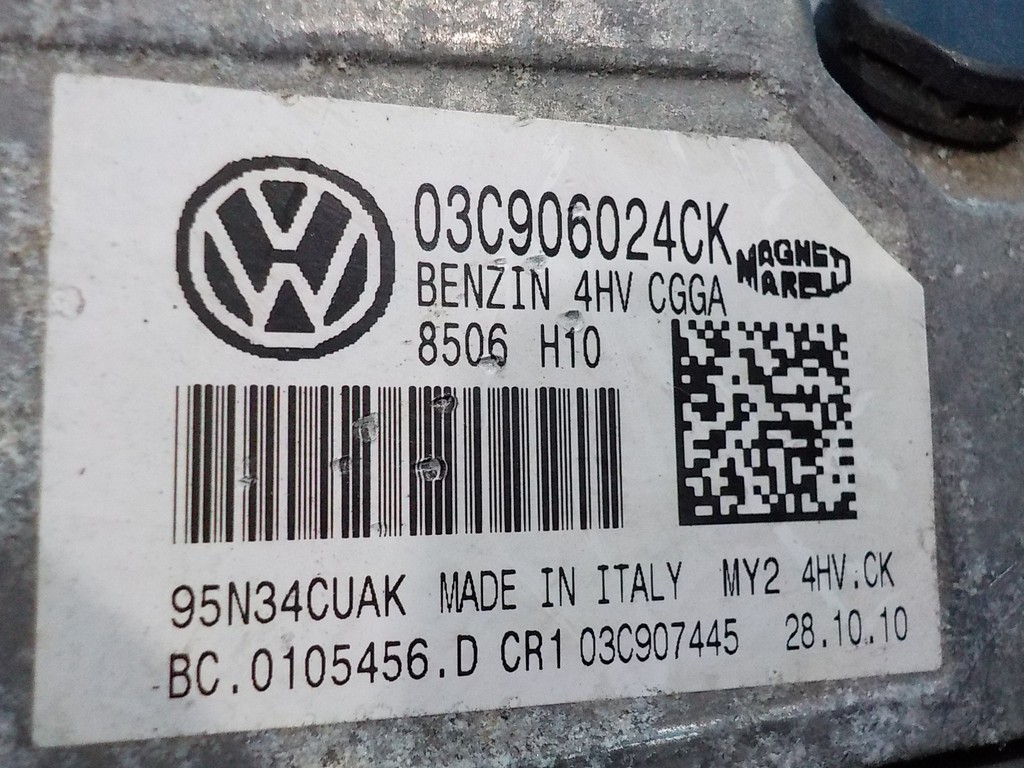 03C906024CK
MAGNETI
MARELLI
BENZIN 4HV CGGA
8506 H10
95N34CUAK MADE IN ITALY MY2 4HV.CK
BC.0105456.D CR1 03C907445 28.10.10